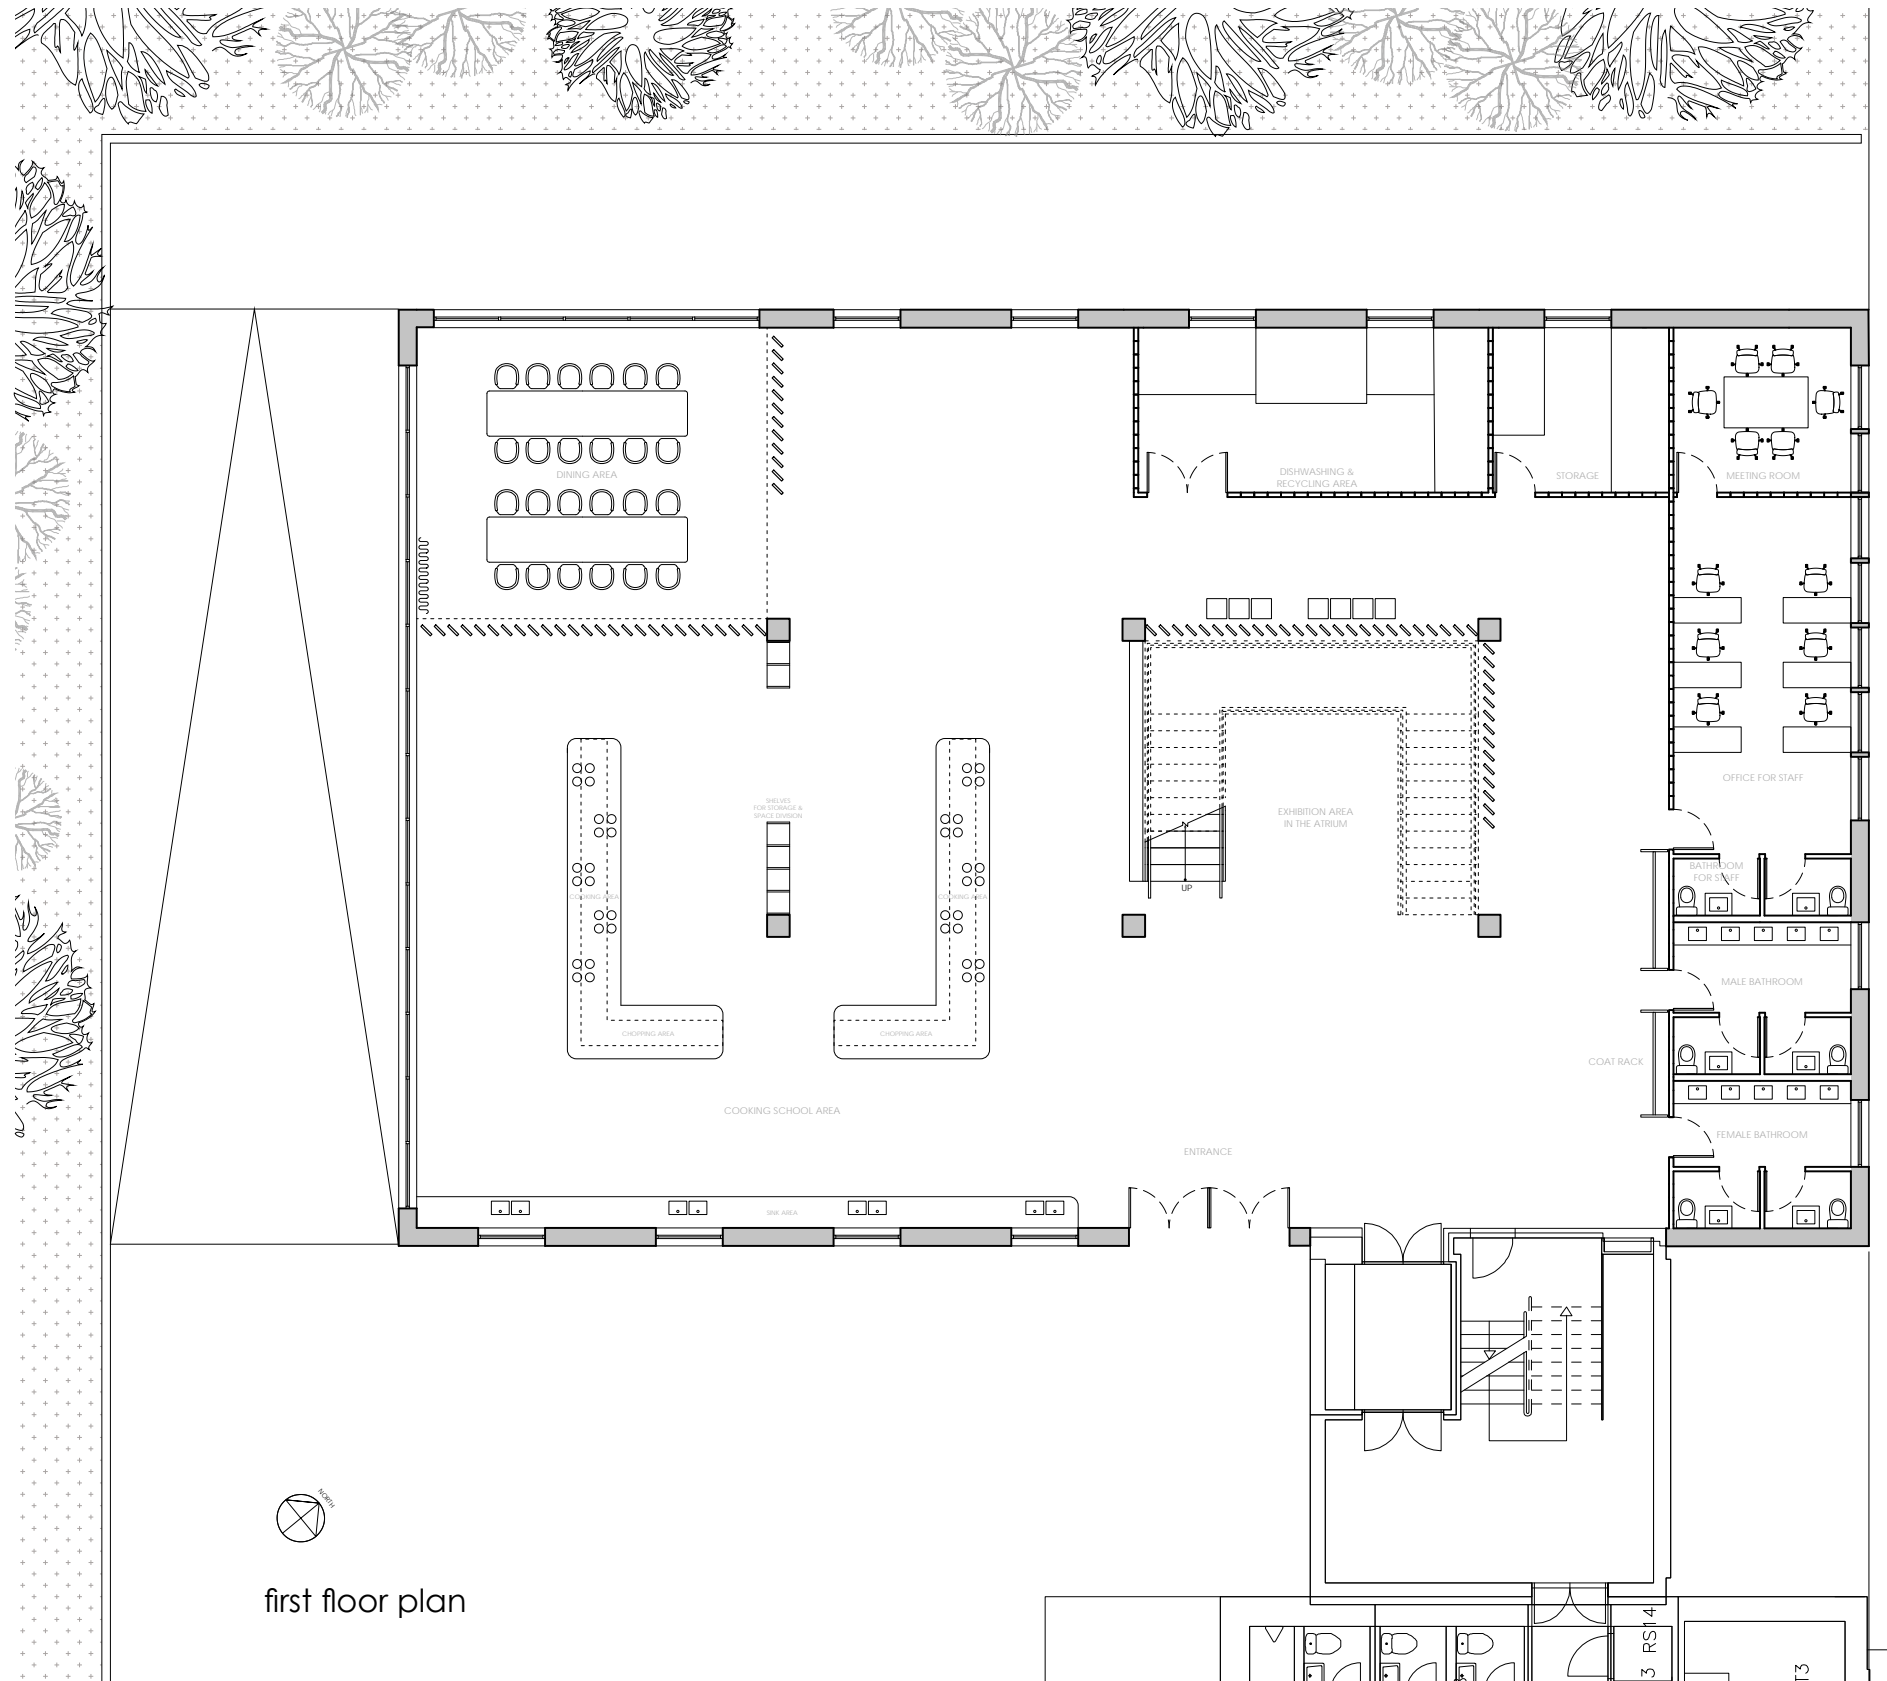 DINING AREA
DISHWASHING &
RECYCLING AREA
STORAGE
MEETING ROOM
OFFICE FOR STAFF
SHELVES
FOR STORAGE &
SPACE DIVISION
EXHIBITION AREA
IN THE ATRIUM
UP
BATHROOM
FOR STAFF
COOKING AREA
COOKING AREA
MALE BATHROOM
CHOPPING AREA
CHOPPING AREA
COAT RACK
COOKING SCHOOL AREA
FEMALE BATHROOM
ENTRANCE
SINK AREA
NORTH
first floor plan
3 RS14
T3